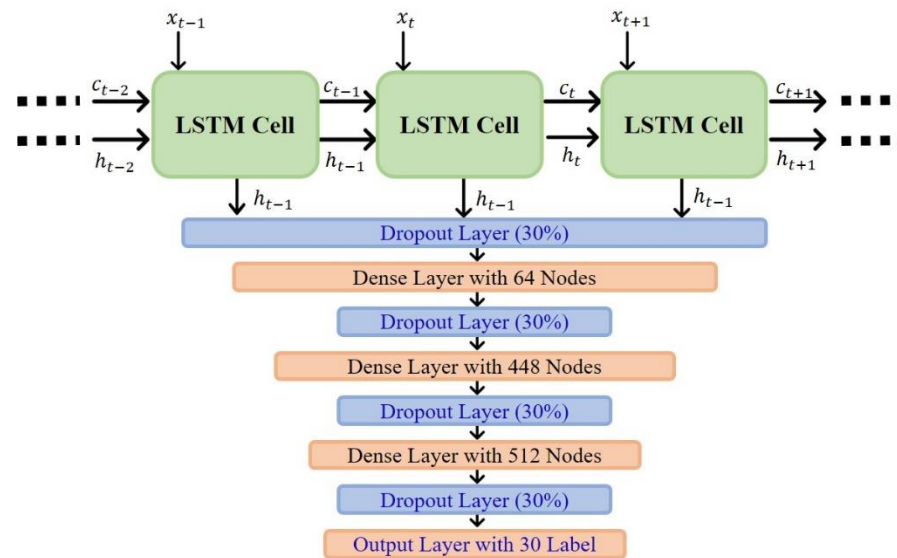 x_{t-1} x_t x_{t+1}
c_{t-2} c_{t-1} c_t c_{t+1}
LSTM Cell LSTM Cell LSTM Cell
h_{t-2} h_{t-1} h_t h_{t+1}
h_{t-1} h_{t-1} h_{t-1}
Dropout Layer (30%)
Dense Layer with 64 Nodes
Dropout Layer (30%)
Dense Layer with 448 Nodes
Dropout Layer (30%)
Dense Layer with 512 Nodes
Dropout Layer (30%)
Output Layer with 30 Label